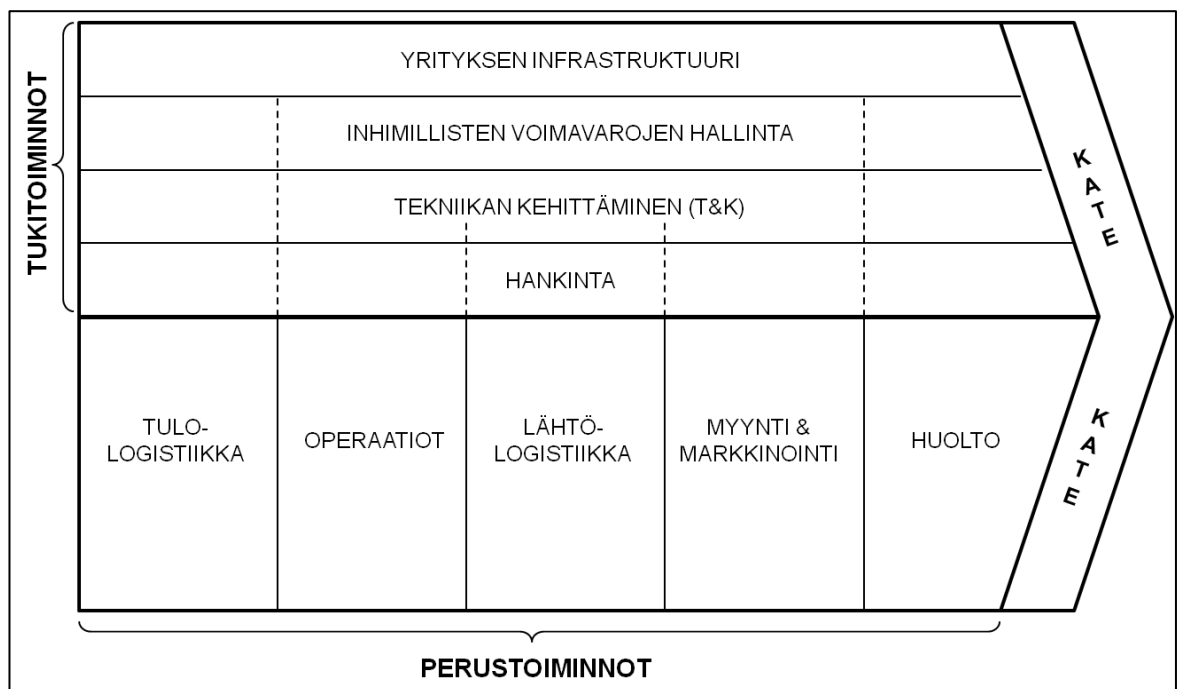 TUKITOIMINNOT
YRITYKSEN INFRASTRUKTUURI
INHIMILLISTEN VOIMAVAROJEN HALLINTA
TEKNIIKAN KEHITTÄMINEN (T&K)
HANKINTA
KATE
TULO-
LOGISTIIKKA
OPERAATIOT
LÄHTÖ-
LOGISTIIKKA
MYYNTI &
MARKKINOINTI
HUOLTO
KATE
PERUSTOIMINNOT